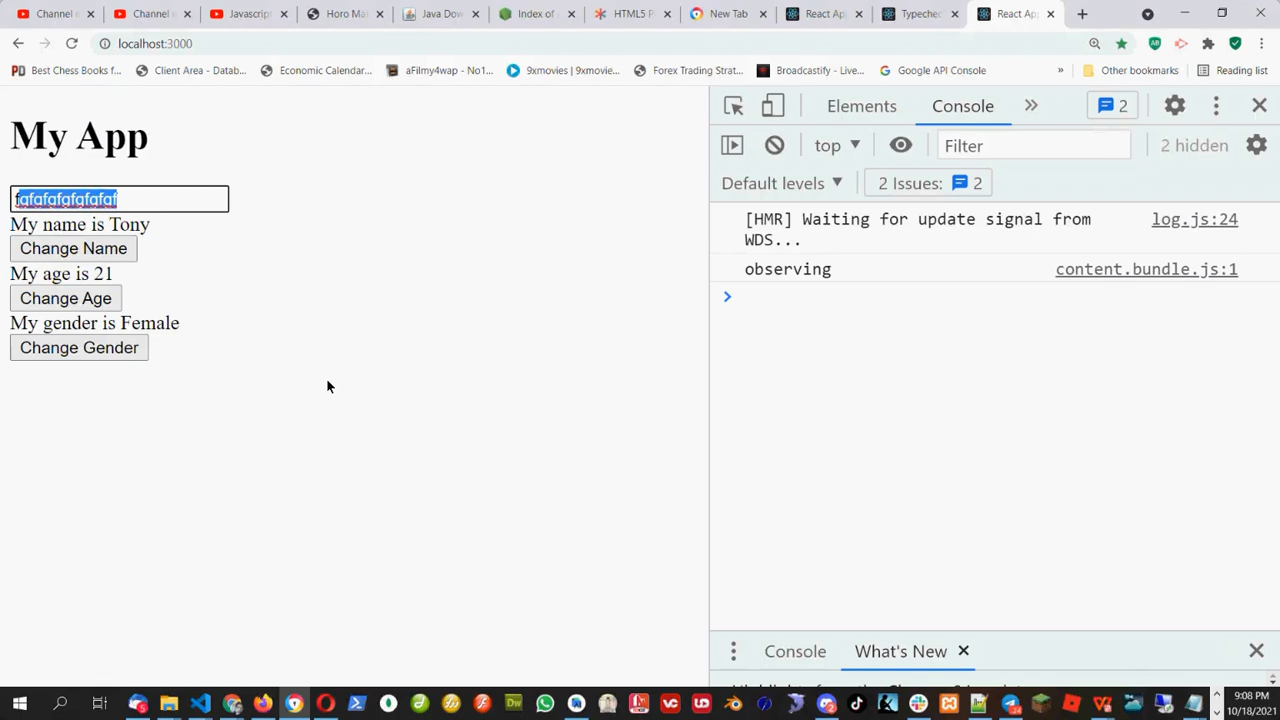 Channel
Channel
Javascript
Horo Ma
Java Dow
Index o
HTML5
New Tab
React Ap
Typechec
React Ap
localhost:3000
Best Chess Books f...
Client Area - Datab...
Economic Calendar...
aFilmy4wap - No1...
9xmovies | 9xmovie...
Forex Trading Strat...
Broadcastify - Live...
Google API Console
»
Other bookmarks
Reading list
Elements
Console
»
2
My App
top
Filter
2 hidden
Default levels
2 Issues:
2
fafafafafafafaf
[HMR] Waiting for update signal from
log.js:24
WDS...
My name is Tony
Change Name
observing
content.bundle.js:1
My age is 21
Change Age
My gender is Female
Change Gender
Console
What's New
9:08 PM
10/18/2021